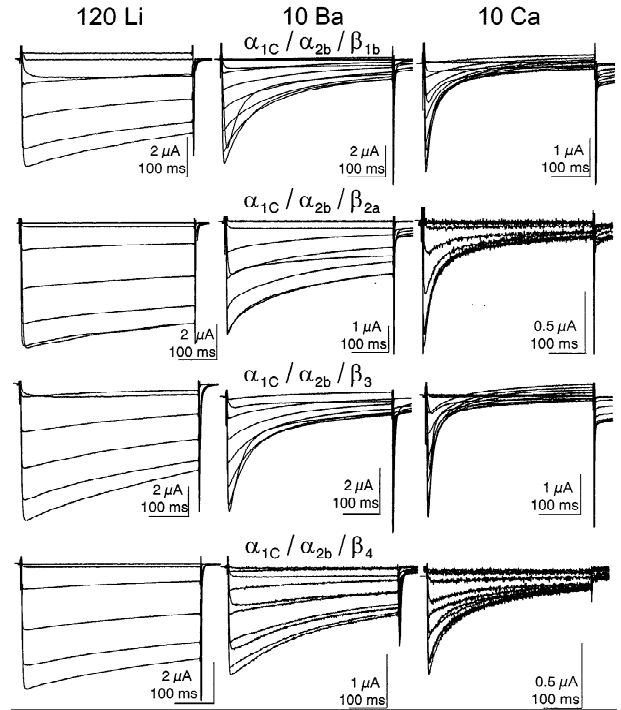 120 Li 10 Ba 10 Ca
α1C / α2b / β1b
2 µA 2 µA 1 µA
100 ms 100 ms 100 ms
α1C / α2b / β2a
2 µA 1 µA 0.5 µA
100 ms 100 ms 100 ms
α1C / α2b / β3
2 µA 2 µA 1 µA
100 ms 100 ms 100 ms
α1C / α2b / β4
2 µA 1 µA 0.5 µA
100 ms 100 ms 100 ms